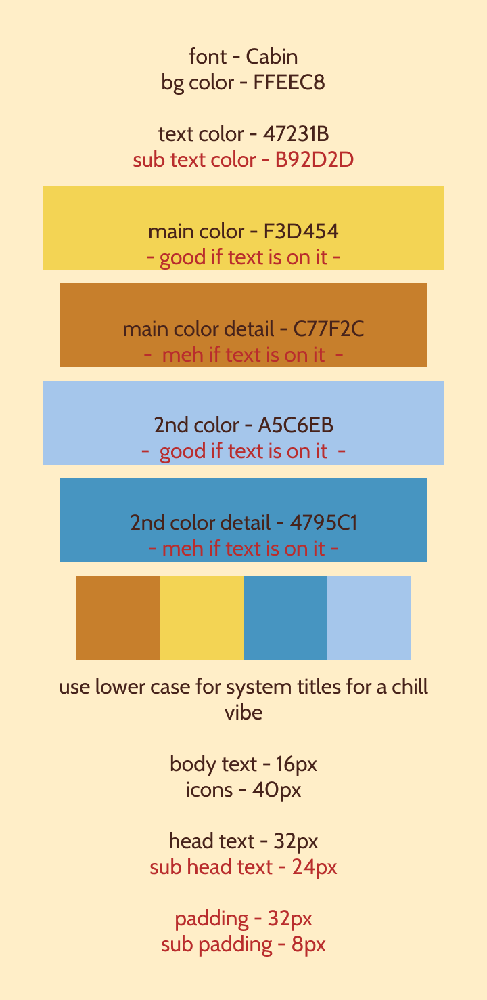 font - Cabin
bg color - FFEEC8
text color - 47231B
sub text color - B92D2D
main color - F3D454
- good if text is on it -
main color detail - C77F2C
-  meh if text is on it  -
2nd color - A5C6EB
-  good if text is on it  -
2nd color detail - 4795C1
- meh if text is on it -
use lower case for system titles for a chill
vibe
body text - 16px
icons - 40px
head text - 32px
sub head text - 24px
padding - 32px
sub padding - 8px